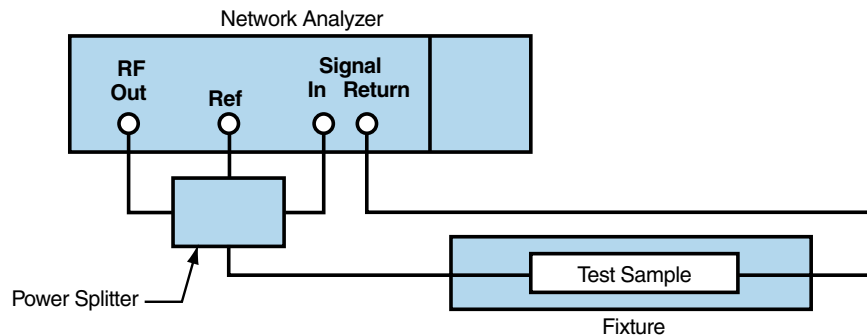 Network Analyzer
RF
Out
Ref
Signal
In Return
Power Splitter
Test Sample
Fixture